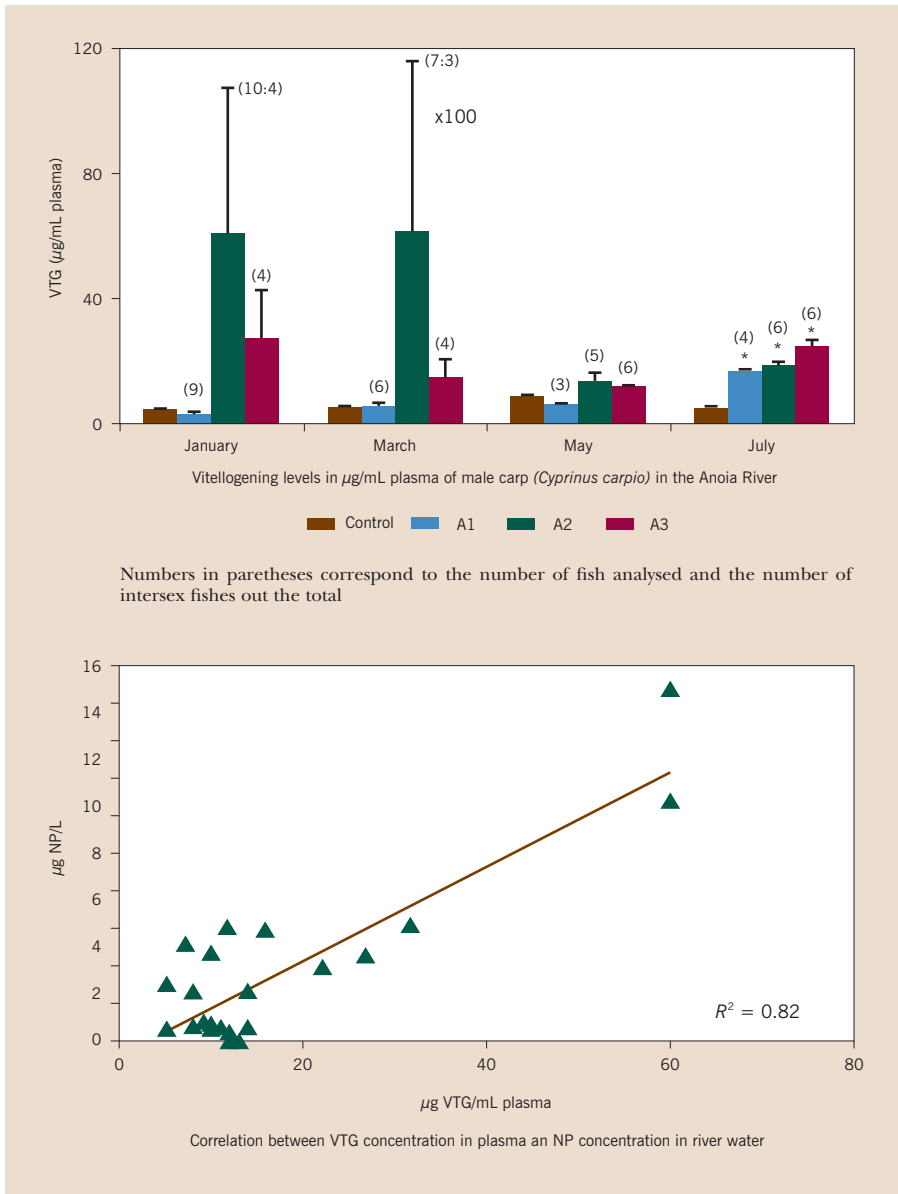 120
80
40
0
VTG (µg/mL plasma)
(10:4)
(7:3)
x100
(4)
(9)
(4)
(6)
(5)
(3)
(6)
(4)
*
(6)
*
(6)
*
January March May July
Vitellogening levels in µg/mL plasma of male carp (Cyprinus carpio) in the Anoia River
Control A1 A2 A3
Numbers in paretheses correspond to the number of fish analysed and the number of
intersex fishes out the total
16
14
12
10
8
6
4
2
0
µg NP/L
R² = 0.82
0 20 40 60 80
µg VTG/mL plasma
Correlation between VTG concentration in plasma an NP concentration in river water